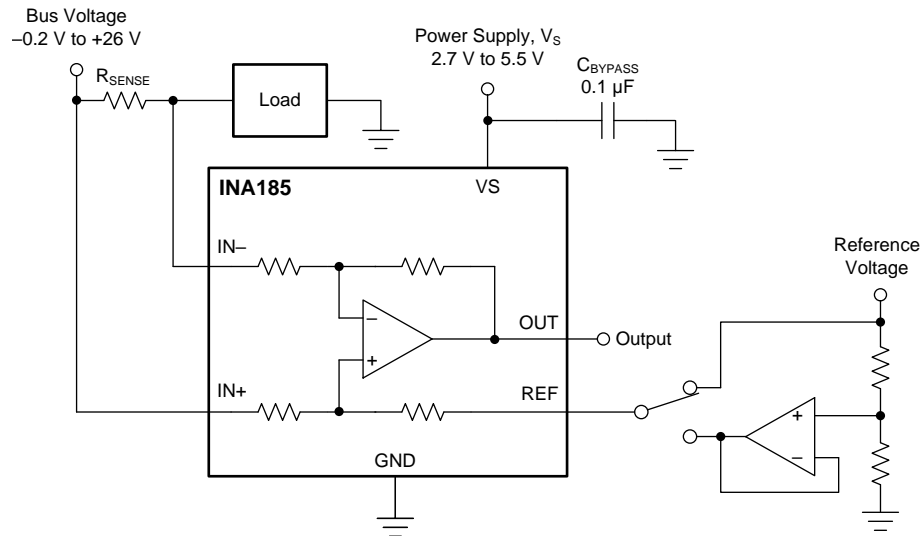 Bus Voltage
–0.2 V to +26 V
RSENSE
Load
Power Supply, VS
2.7 V to 5.5 V
CBYPASS
0.1 µF
INA185
VS
IN–
–
+
OUT
Output
IN+
REF
GND
Reference
Voltage
+
–